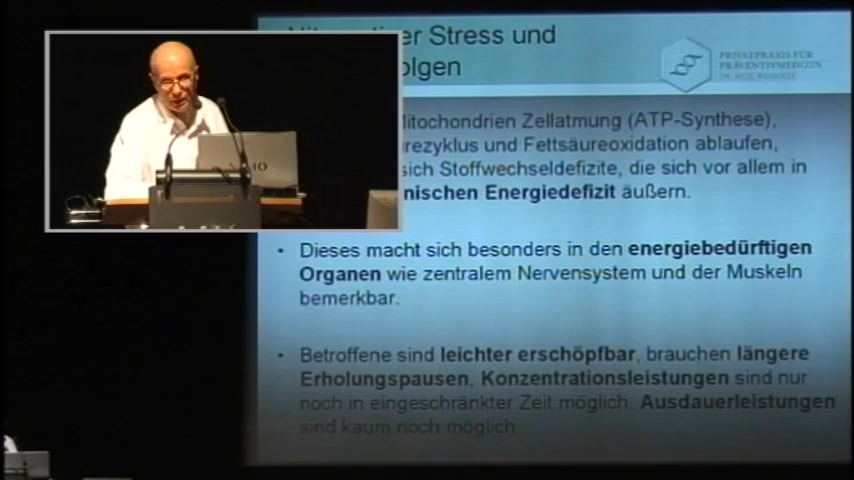 er Stress und
olgen
PRIVATPRAXIS FÜR
PRÄVENTIVMEDIZIN
Mitochondrien Zellatmung (ATP-Synthese),
rezyklus und Fettsäureoxidation ablaufen,
sich Stoffwechseldefizite, die sich vor allem in
nischen Energiedefizit äußern.
• Dieses macht sich besonders in den energiebedürftigen
Organen wie zentralem Nervensystem und der Muskeln
bemerkbar.
• Betroffene sind leichter erschöpfbar, brauchen längere
Erholungspausen, Konzentrationsleistungen sind nur
noch in eingeschränkter Zeit möglich. Ausdauerleistungen
sind kaum noch möglich